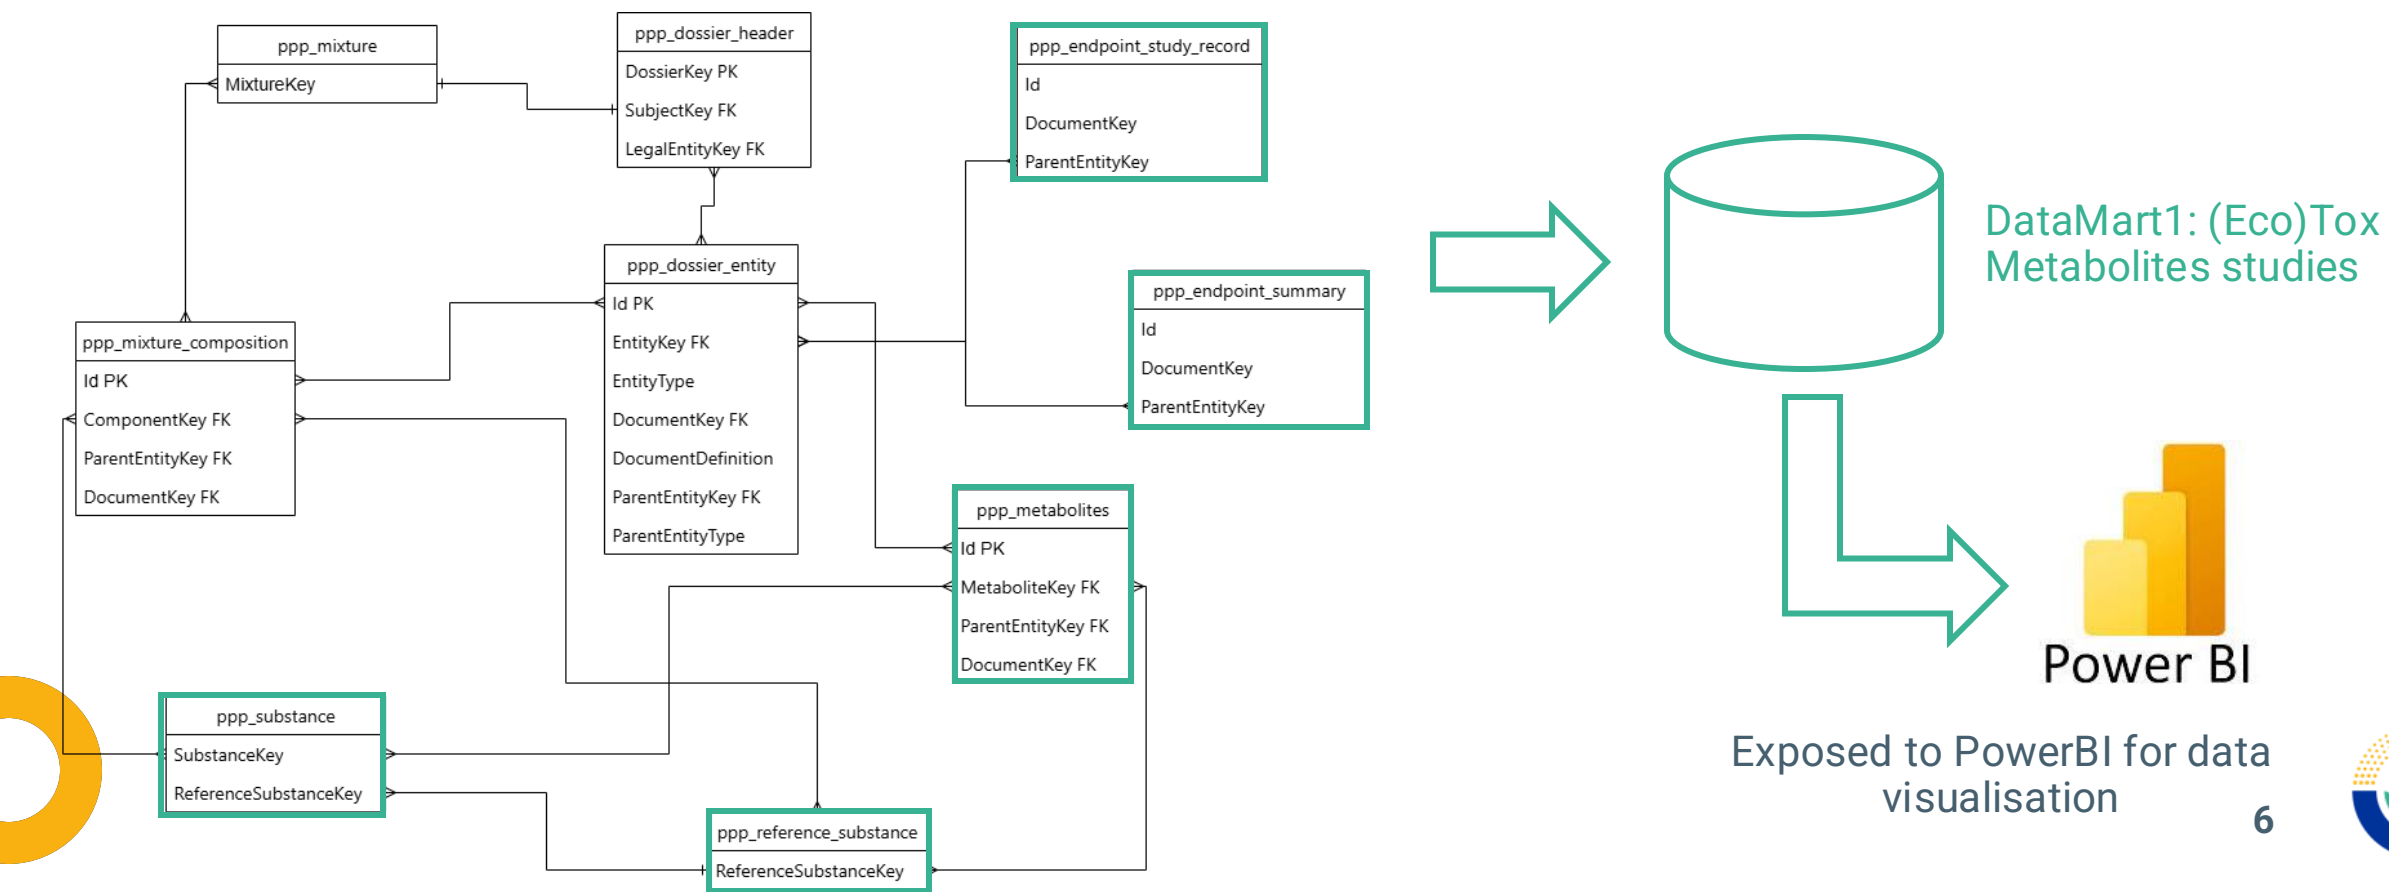 ppp_mixture
MixtureKey
ppp_dossier_header
DossierKey PK
SubjectKey FK
LegalEntityKey FK
ppp_endpoint_study_record
Id
DocumentKey
ParentEntityKey
ppp_dossier_entity
Id PK
EntityKey FK
EntityType
DocumentKey FK
DocumentDefinition
ParentEntityKey FK
ParentEntityType
ppp_endpoint_summary
Id
DocumentKey
ParentEntityKey
ppp_mixture_composition
Id PK
ComponentKey FK
ParentEntityKey FK
DocumentKey FK
ppp_metabolites
Id PK
MetaboliteKey FK
ParentEntityKey FK
DocumentKey FK
ppp_substance
SubstanceKey
ReferenceSubstanceKey
ppp_reference_substance
ReferenceSubstanceKey
DataMart1: (Eco)Tox
Metabolites studies
Power BI
Exposed to PowerBI for data
visualisation
6